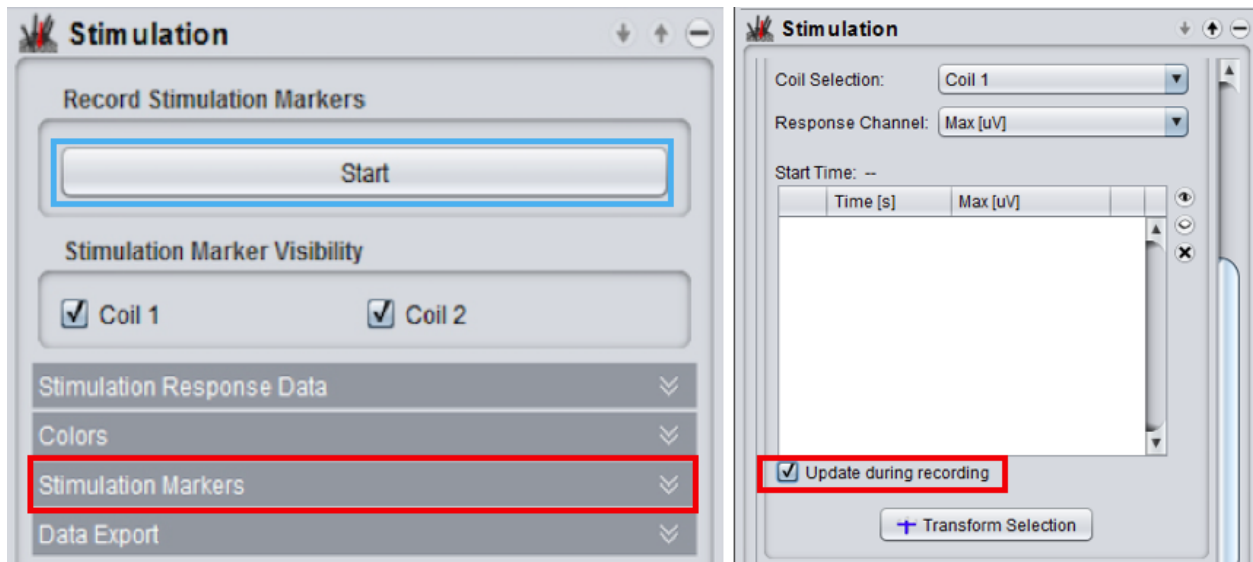 Stimulation
Record Stimulation Markers
Start
Stimulation Marker Visibility
Coil 1 Coil 2
Stimulation Response Data
Colors
Stimulation Markers
Data Export
Stimulation
Coil Selection: Coil 1
Response Channel: Max [uV]
Start Time: --
Time [s] Max [uV]
Update during recording
Transform Selection